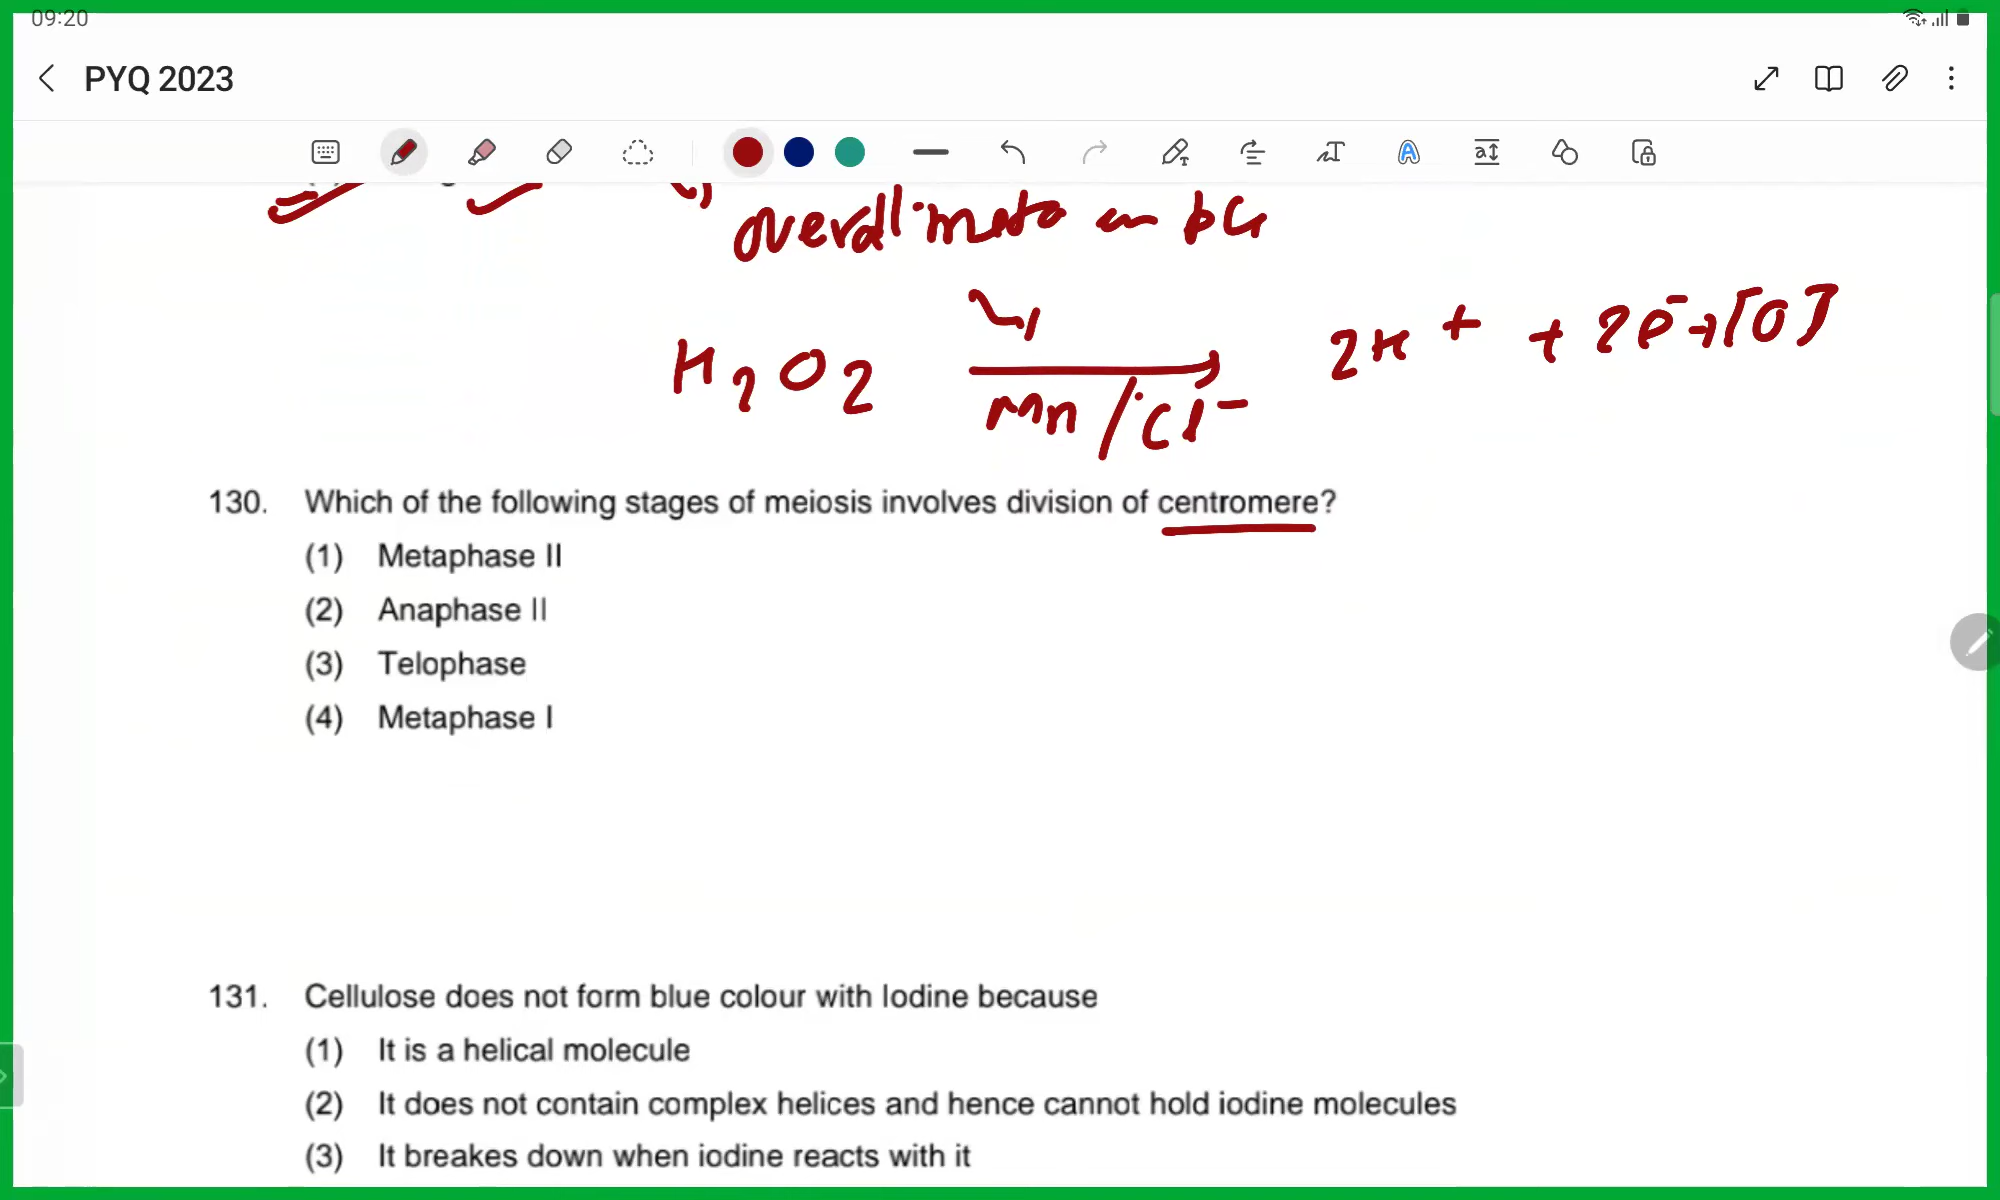 09:20
PYQ 2023
overall
H2O2 Mn/Cl- 2H+ + 2e-→[O]
130. Which of the following stages of meiosis involves division of centromere?
(1) Metaphase II
(2) Anaphase II
(3) Telophase
(4) Metaphase I
131. Cellulose does not form blue colour with Iodine because
(1) It is a helical molecule
(2) It does not contain complex helices and hence cannot hold iodine molecules
(3) It breakes down when iodine reacts with it